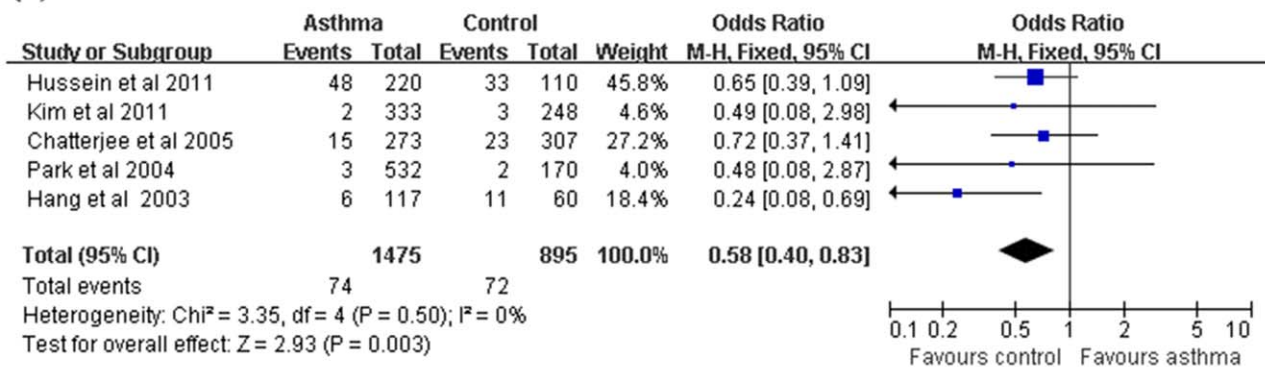 Asthma Control Odds Ratio Odds Ratio
Study or Subgroup Events Total Events Total Weight M-H, Fixed, 95% CI M-H, Fixed, 95% CI
Hussein et al 2011 48 220 33 110 45.8% 0.65 [0.39, 1.09]
Kim et al 2011 2 333 3 248 4.6% 0.49 [0.08, 2.98]
Chatterjee et al 2005 15 273 23 307 27.2% 0.72 [0.37, 1.41]
Park et al 2004 3 532 2 170 4.0% 0.48 [0.08, 2.87]
Hang et al 2003 6 117 11 60 18.4% 0.24 [0.08, 0.69]
Total (95% CI) 1475 895 100.0% 0.58 [0.40, 0.83]
Total events 74 72
Heterogeneity: Chi² = 3.35, df = 4 (P = 0.50); I² = 0%
Test for overall effect: Z = 2.93 (P = 0.003)
0.1 0.2 0.5 1 2 5 10
Favours control Favours asthma